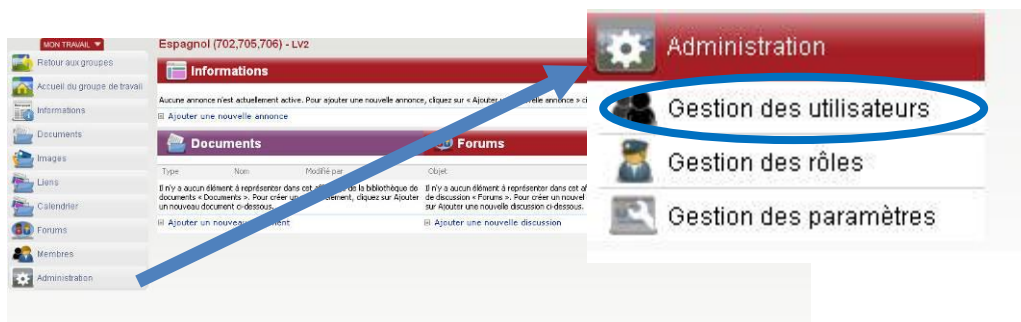 MON TRAVAIL
Retour aux groupes
Accueil du groupe de travail
Informations
Documents
Images
Liens
Calendrier
Forums
Membres
Administration
Espagnol (702,705,706) - LV2
Informations
Aucune annonce n'est actuellement active. Pour ajouter une nouvelle annonce, cliquez sur « Ajouter une nouvelle annonce » ci
Ajouter une nouvelle annonce
Documents
Type Nom Modifié par
Il n'y a aucun élément à représenter dans cet de la bibliothèque de
documents « Documents ». Pour créer un élément, cliquez sur Ajouter
un nouveau document ci-dessous.
Ajouter un nouveau document
Forums
Objet
Il n'y a aucun élément à représenter dans cet
de discussion « Forums ». Pour créer un nouvel
sur Ajouter une nouvelle discussion ci-dessous.
Ajouter une nouvelle discussion
Administration
Gestion des utilisateurs
Gestion des rôles
Gestion des paramètres